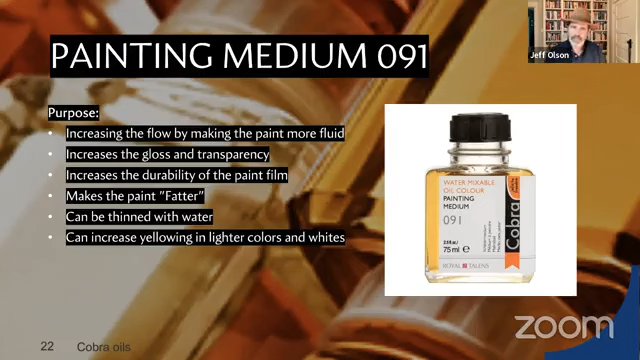 Jeff Olson
PAINTING MEDIUM 091
Purpose:
• Increasing the flow by making the paint more fluid
• Increases the gloss and transparency
• Increases the durability of the paint film
• Makes the paint "Fatter"
• Can be thinned with water
• Can increase yellowing in lighter colors and whites
WATER MIXABLE
OIL COLOUR
PAINTING
MEDIUM
091
Cobra
75 ml e
ROYAL TALENS
zoom
22 Cobra oils